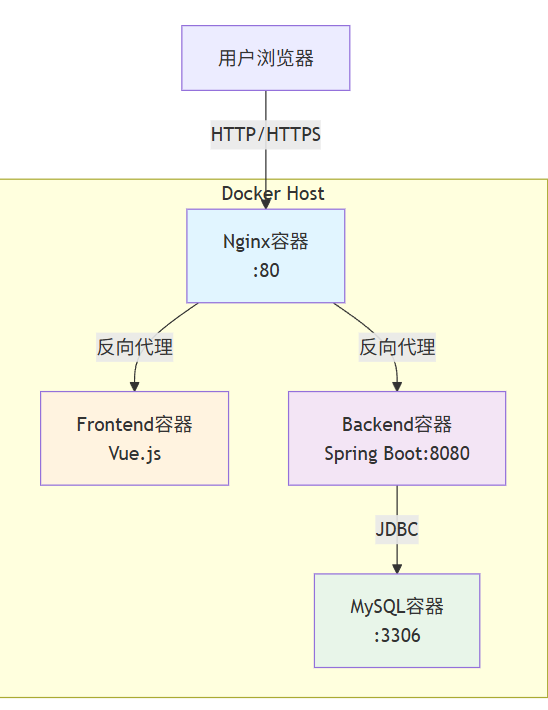 用户浏览器
HTTP/HTTPS
Docker Host
Nginx容器
:80
反向代理
反向代理
Frontend容器
Vue.js
Backend容器
Spring Boot:8080
JDBC
MySQL容器
:3306